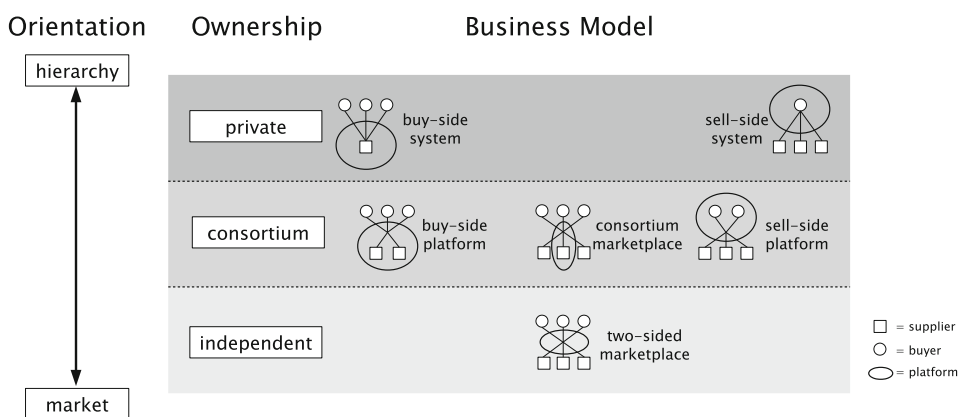 Orientation
Ownership
Business Model
hierarchy
private
buy-side
system
sell-side
system
consortium
buy-side
platform
consortium
marketplace
sell-side
platform
independent
two-sided
marketplace
= supplier
= buyer
= platform
market